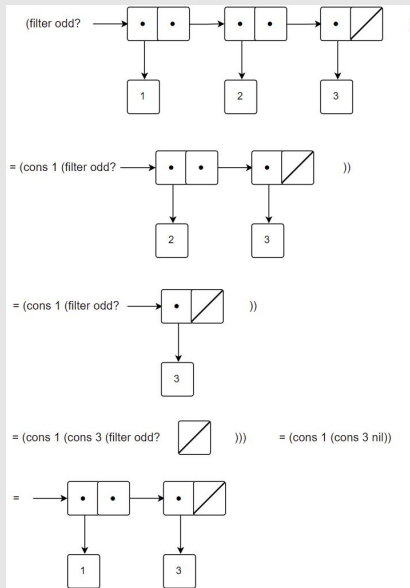 (filter odd?
1 2 3
= (cons 1 (filter odd? ))
2 3
= (cons 1 (filter odd? ))
3
= (cons 1 (cons 3 (filter odd? ))) = (cons 1 (cons 3 nil))
=
1 3